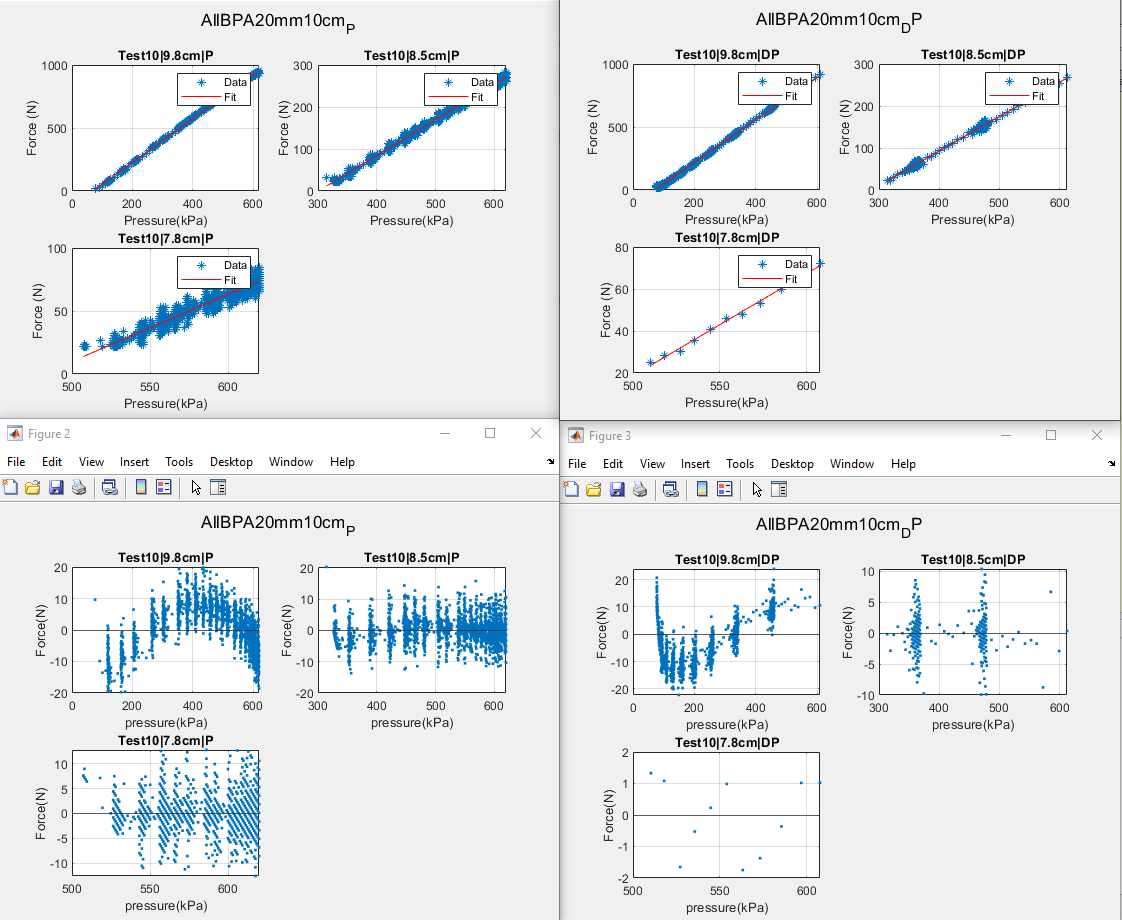 AllBPA20mm10cm_P
Test10|9.8cm|P
1000
500
0
Force (N)
0 200 400 600
Pressure(kPa)
Data
Fit
Test10|8.5cm|P
300
200
100
0
Force (N)
300 400 500 600
Pressure(kPa)
Data
Fit
Test10|7.8cm|P
100
50
0
Force (N)
500 550 600
Pressure(kPa)
Data
Fit
AllBPA20mm10cm_DP
Test10|9.8cm|DP
1000
500
0
Force (N)
0 200 400 600
Pressure(kPa)
Data
Fit
Test10|8.5cm|DP
300
200
100
0
Force (N)
300 400 500 600
Pressure(kPa)
Data
Fit
Test10|7.8cm|DP
80
60
40
20
Force (N)
500 550 600
Pressure(kPa)
Data
Fit
Figure 2
File Edit View Insert Tools Desktop Window Help
AllBPA20mm10cm_P
Test10|9.8cm|P
20
10
0
-10
-20
Force(N)
0 200 400 600
pressure(kPa)
Test10|8.5cm|P
20
10
0
-10
-20
Force(N)
300 400 500 600
pressure(kPa)
Test10|7.8cm|P
10
5
0
-5
-10
Force(N)
500 550 600
pressure(kPa)
Figure 3
File Edit View Insert Tools Desktop Window Help
AllBPA20mm10cm_DP
Test10|9.8cm|DP
20
10
0
-10
-20
Force(N)
0 200 400 600
pressure(kPa)
Test10|8.5cm|DP
10
5
0
-5
-10
Force(N)
300 400 500 600
pressure(kPa)
Test10|7.8cm|DP
2
1
0
-1
-2
Force(N)
500 550 600
pressure(kPa)